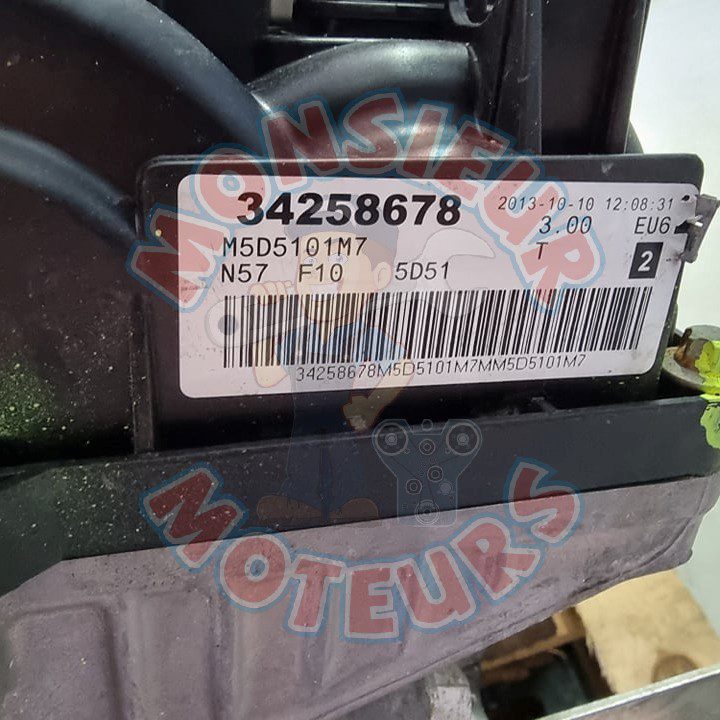 MONSIEUR
34258678 2013-10-10 12:08:31
M5D5101M7 3.00 EU6
N57 F10 5D51 T 2
34258678M5D5101M7MM5D5101M7
MOTEURS